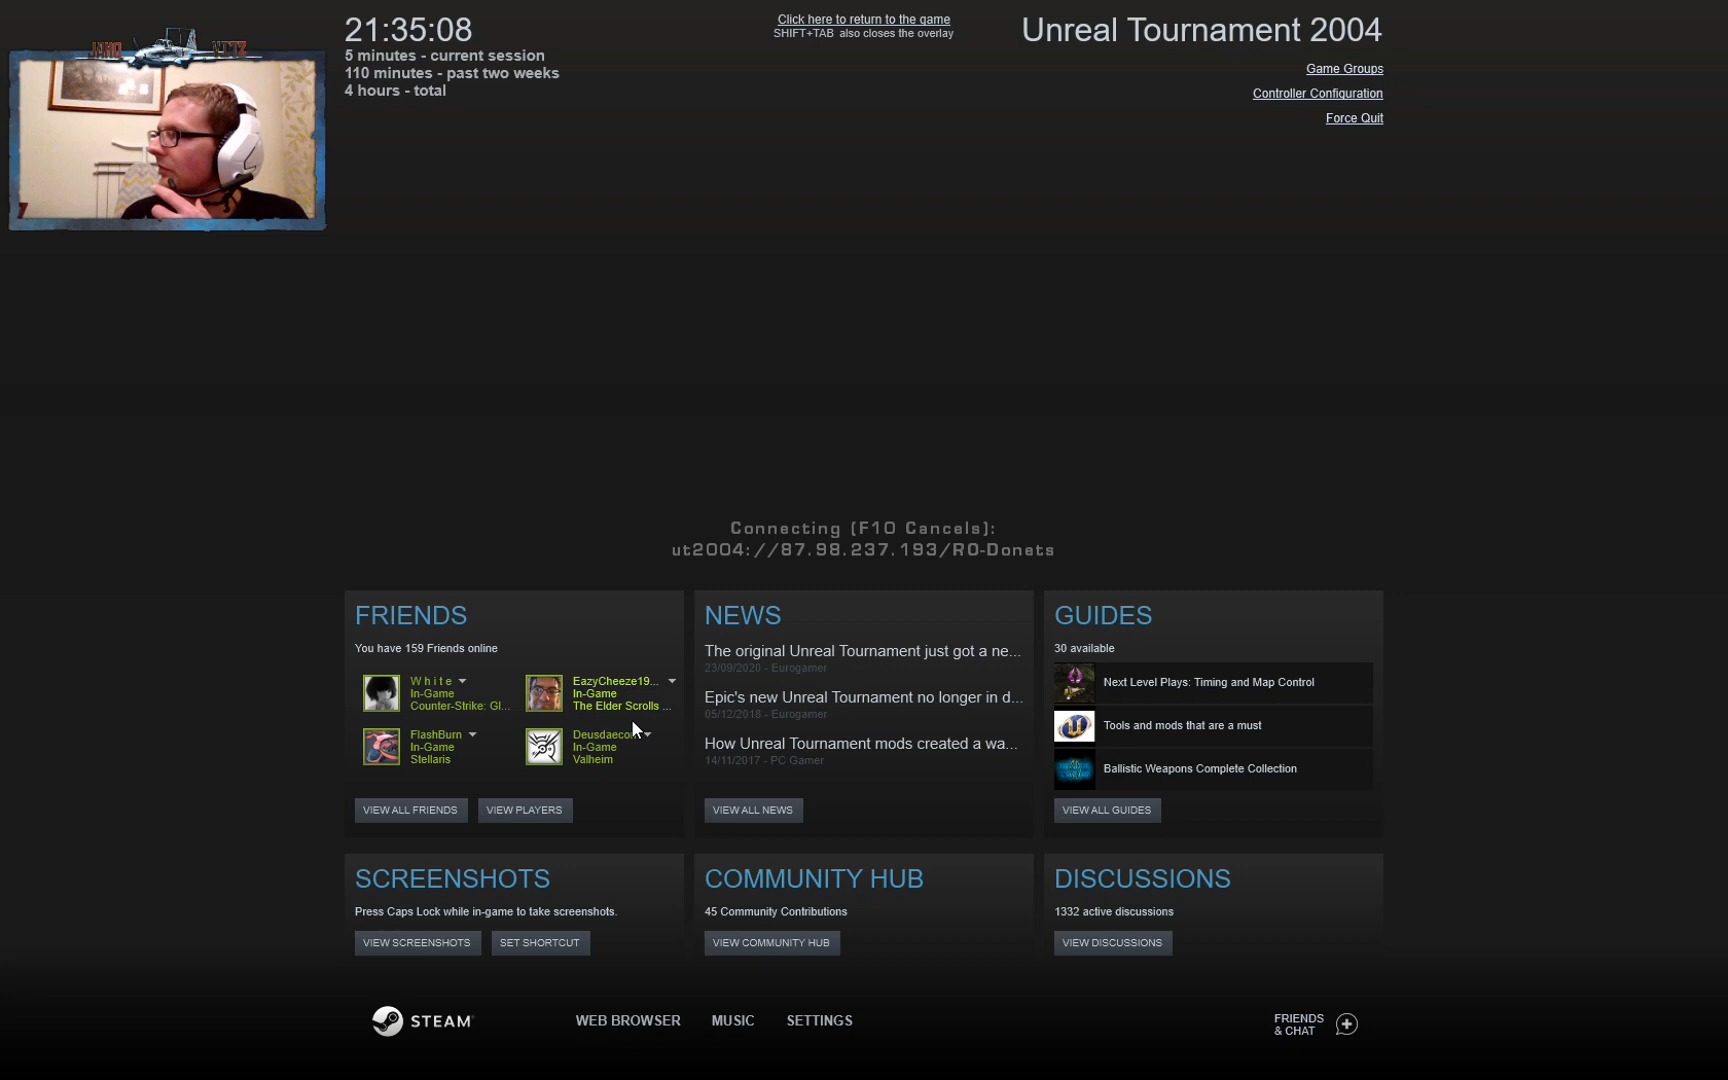 21:35:08
5 minutes - current session
110 minutes - past two weeks
4 hours - total
Click here to return to the game
SHIFT+TAB also closes the overlay
Unreal Tournament 2004
Game Groups
Controller Configuration
Force Quit
Connecting (F10 Cancels):
ut2004://87.98.237.193/RO-Donets
FRIENDS
You have 159 Friends online
W h i t e
In-Game
Counter-Strike: Gl...
EazyCheeze19...
In-Game
The Elder Scrolls ...
FlashBurn
In-Game
Stellaris
In-Game
Valheim
VIEW ALL FRIENDS
VIEW PLAYERS
NEWS
The original Unreal Tournament just got a ne...
23/09/2020 - Eurogamer
Epic's new Unreal Tournament no longer in d...
05/12/2018 - Eurogamer
How Unreal Tournament mods created a wa...
14/11/2017 - PC Gamer
VIEW ALL NEWS
GUIDES
30 available
Next Level Plays: Timing and Map Control
Tools and mods that are a must
Ballistic Weapons Complete Collection
VIEW ALL GUIDES
SCREENSHOTS
Press Caps Lock while in-game to take screenshots.
VIEW SCREENSHOTS
SET SHORTCUT
COMMUNITY HUB
45 Community Contributions
VIEW COMMUNITY HUB
DISCUSSIONS
1332 active discussions
VIEW DISCUSSIONS
STEAM
WEB BROWSER
MUSIC
SETTINGS
FRIENDS
& CHAT